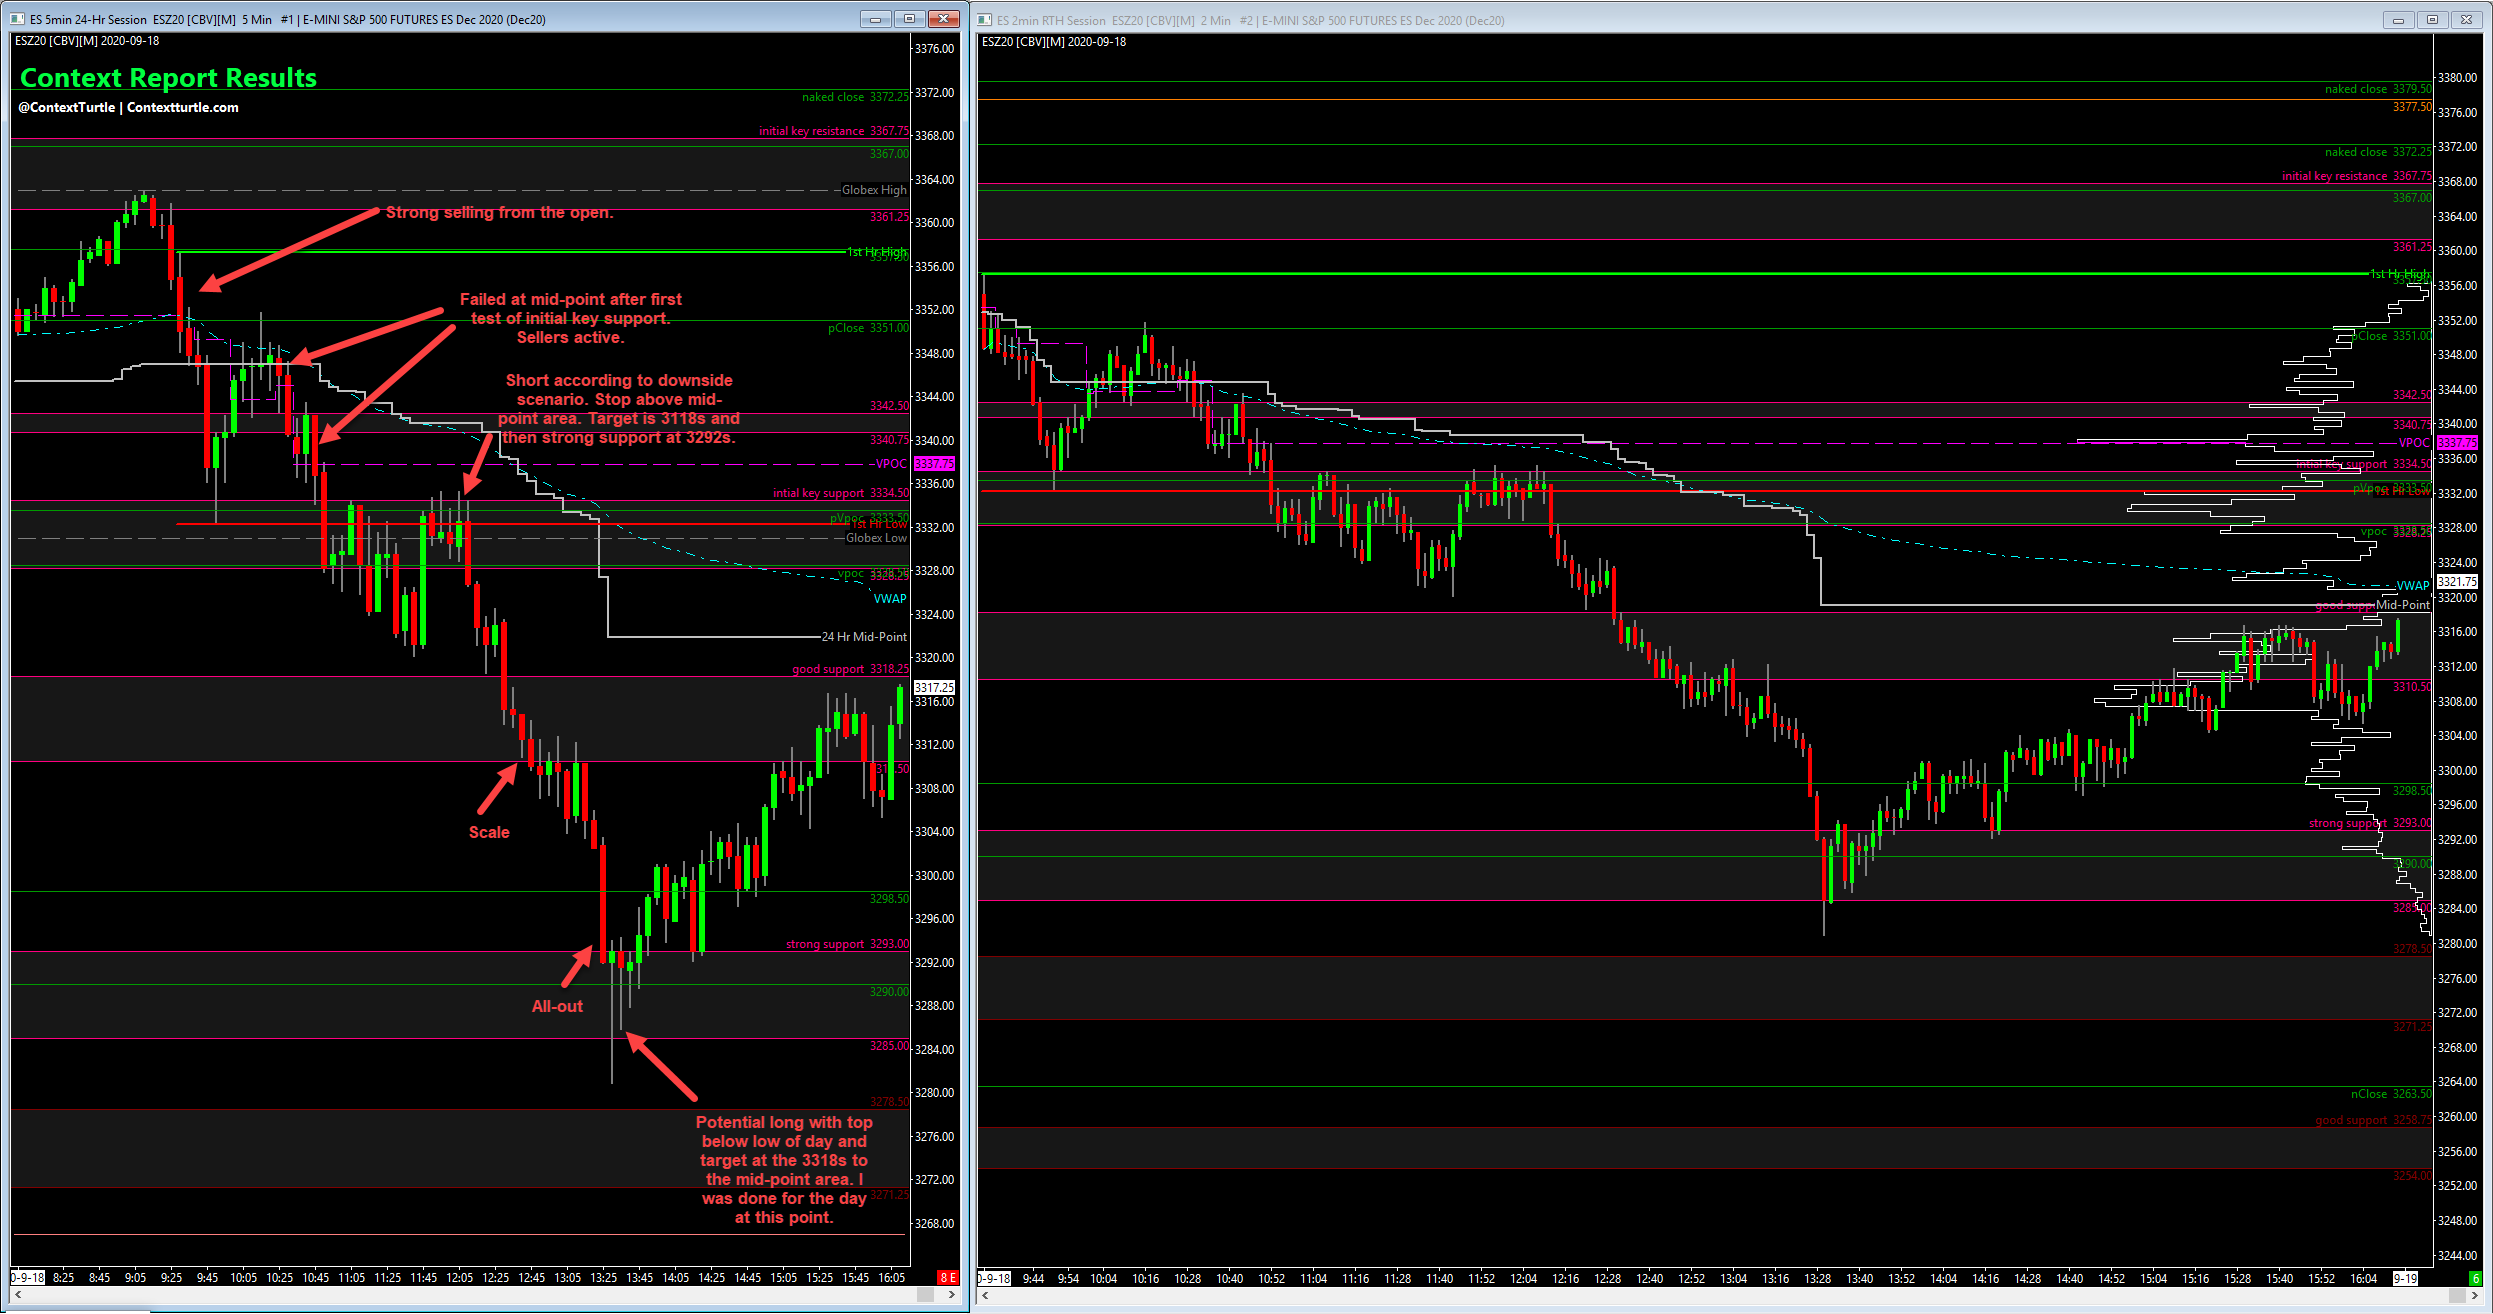 ES 5min 24-Hr Session ESZ20 [CBV][M] 5 Min #1 | E-MINI S&P 500 FUTURES ES Dec 2020 (Dec20)
ESZ20 [CBV][M] 2020-09-18
Context Report Results
@ContextTurtle | Contextturtle.com
naked close 3372.25
initial key resistance 3367.75
3367.00
Globex High
3361.25
1st Hr High
pClose 3351.00
3342.50
3340.75
VPOC
intial key support 3334.50
pVpoc 3333.50
1st Hr Low
Globex Low
vpoc
VWAP
24 Hr Mid-Point
good support 3318.25
3298.50
strong support 3293.00
3290.00
3285.00
3278.50
3271.25
Strong selling from the open.
Failed at mid-point after first
test of initial key support.
Sellers active.
Short according to downside
scenario. Stop above mid-
point area. Target is 3118s and
then strong support at 3292s.
Scale
All-out
Potential long with top
below low of day and
target at the 3318s to
the mid-point area. I
was done for the day
at this point.
3376.00
3372.00
3368.00
3364.00
3360.00
3356.00
3352.00
3348.00
3344.00
3340.00
3337.75
3336.00
3332.00
3328.00
3324.00
3320.00
3317.25
3316.00
3312.00
3308.00
3304.00
3300.00
3296.00
3292.00
3288.00
3284.00
3280.00
3276.00
3272.00
3268.00
0-9-18 8:25 8:45 9:05 9:25 9:45 10:05 10:25 10:45 11:05 11:25 11:45 12:05 12:25 12:45 13:05 13:25 13:45 14:05 14:25 14:45 15:05 15:25 15:45 16:05 8 E
ES 2min RTH Session ESZ20 [CBV][M] 2 Min #2 | E-MINI S&P 500 FUTURES ES Dec 2020 (Dec20)
ESZ20 [CBV][M] 2020-09-18
naked close 3379.50
3377.50
naked close 3372.25
initial key resistance 3367.75
3367.00
3361.25
1st Hr High
pClose 3351.00
3342.50
3340.75
VPOC
intial key support 3334.50
pVpoc 3333.50
1st Hr Low
vpoc
VWAP
Mid-Point
3310.50
3298.50
strong support 3293.00
3290.00
3285.00
3278.50
3271.25
nClose 3263.50
good support 3258.75
3254.00
3380.00
3376.00
3372.00
3368.00
3364.00
3360.00
3356.00
3352.00
3348.00
3344.00
3340.00
3337.75
3336.00
3332.00
3328.00
3324.00
3321.75
3320.00
3316.00
3312.00
3308.00
3304.00
3300.00
3296.00
3292.00
3288.00
3284.00
3280.00
3276.00
3272.00
3268.00
3264.00
3260.00
3256.00
3252.00
3248.00
3244.00
0-9-18 9:44 9:54 10:04 10:16 10:28 10:40 10:52 11:04 11:16 11:28 11:40 11:52 12:04 12:16 12:28 12:40 12:52 13:04 13:16 13:28 13:40 13:52 14:04 14:16 14:28 14:40 14:52 15:04 15:16 15:28 15:40 15:52 16:04 9-19 6